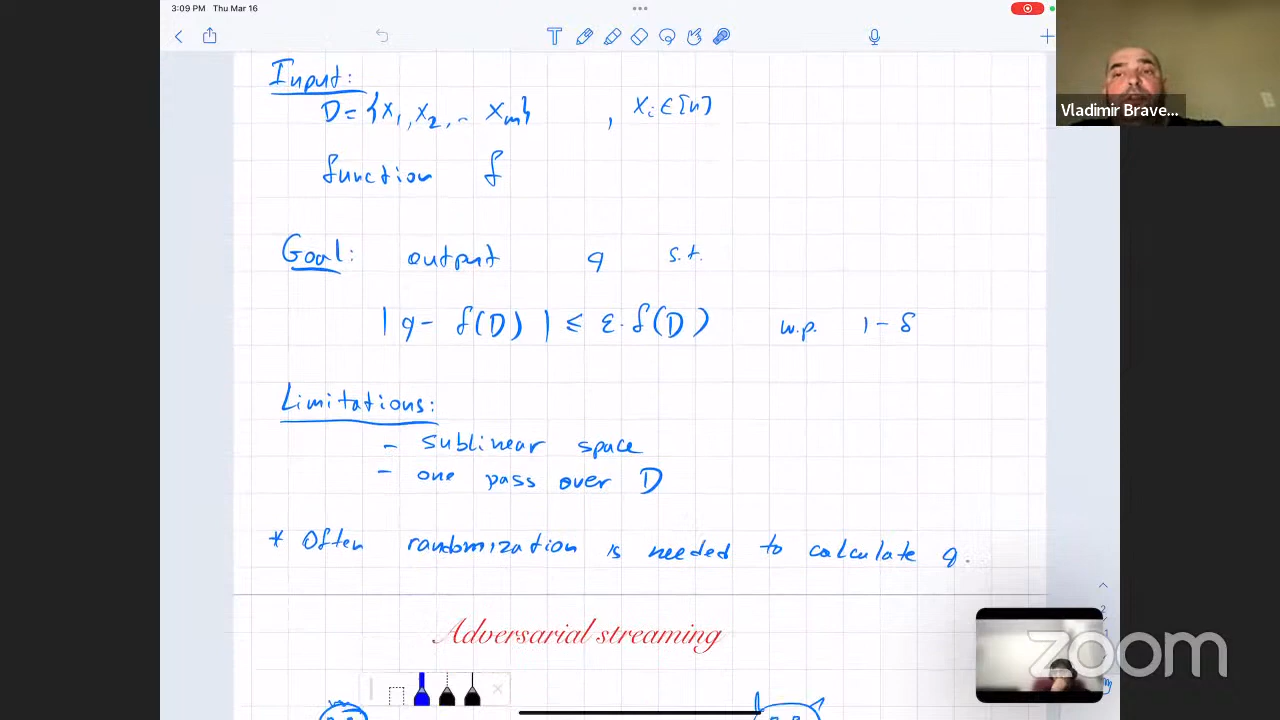 3:09 PM Thu Mar 16
Vladimir Brave...
Input:
D = {x1, x2, .. xm} , xi ∈ [n]
function f
Goal: output q s.t.
| q - f(D) | ≤ ε · f(D) w.p. 1 - δ
Limitations:
- sublinear space
- one pass over D
* Often randomization is needed to calculate q.
Adversarial streaming
zoom